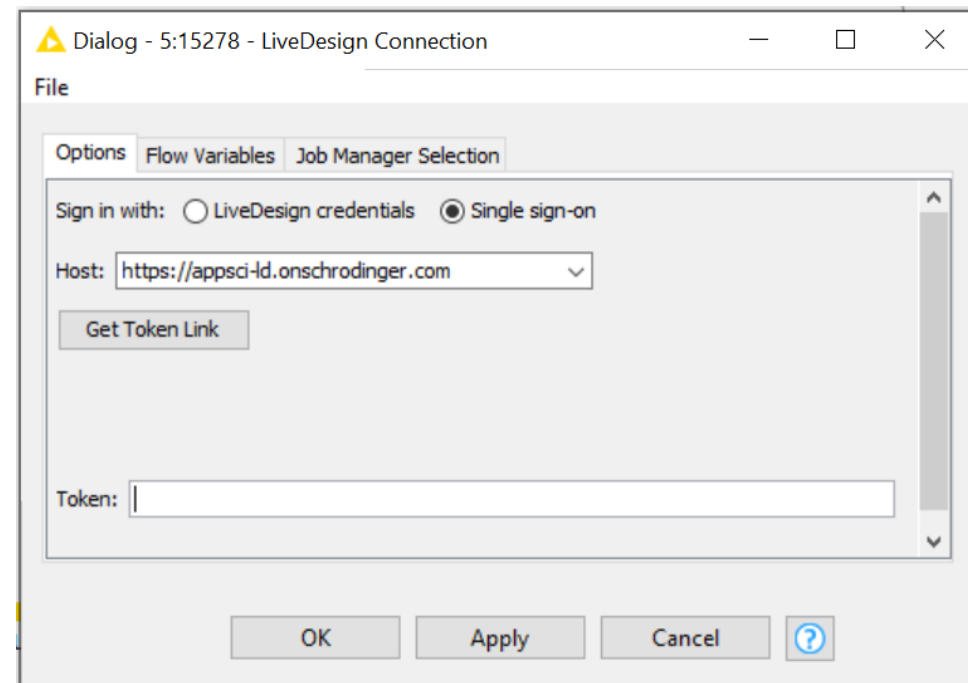 Dialog - 5:15278 - LiveDesign Connection
File
Options Flow Variables Job Manager Selection
Sign in with: LiveDesign credentials Single sign-on
Host: https://appsci-ld.onschrodinger.com
Get Token Link
Token:
OK Apply Cancel ?